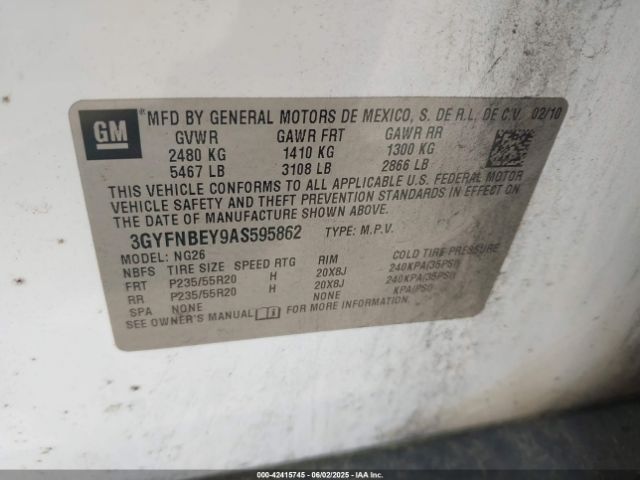 GM
*MFD BY GENERAL MOTORS DE MEXICO, S. DE R.L. DE C.V. 02/10
GVWR GAWR FRT GAWR RR
2480 KG 1410 KG 1300 KG
5467 LB 3108 LB 2866 LB
THIS VEHICLE CONFORMS TO ALL APPLICABLE U.S. FEDERAL MOTOR
VEHICLE SAFETY AND THEFT PREVENTION STANDARDS IN EFFECT ON
THE DATE OF MANUFACTURE SHOWN ABOVE.
3GYFNBEY9AS595862 TYPE: M.P.V.
MODEL: NG26
NBFS TIRE SIZE SPEED RTG RIM COLD TIRE PRESSURE
FRT P235/55R20 H 20X8J 240KPA(35PSI)
RR P235/55R20 H 20X8J 240KPA(35PSI)
SPA NONE NONE KPA(PSI)
SEE OWNER'S MANUAL FOR MORE INFORMATION.
000-42415745 - 06/02/2025 - IAAI.com